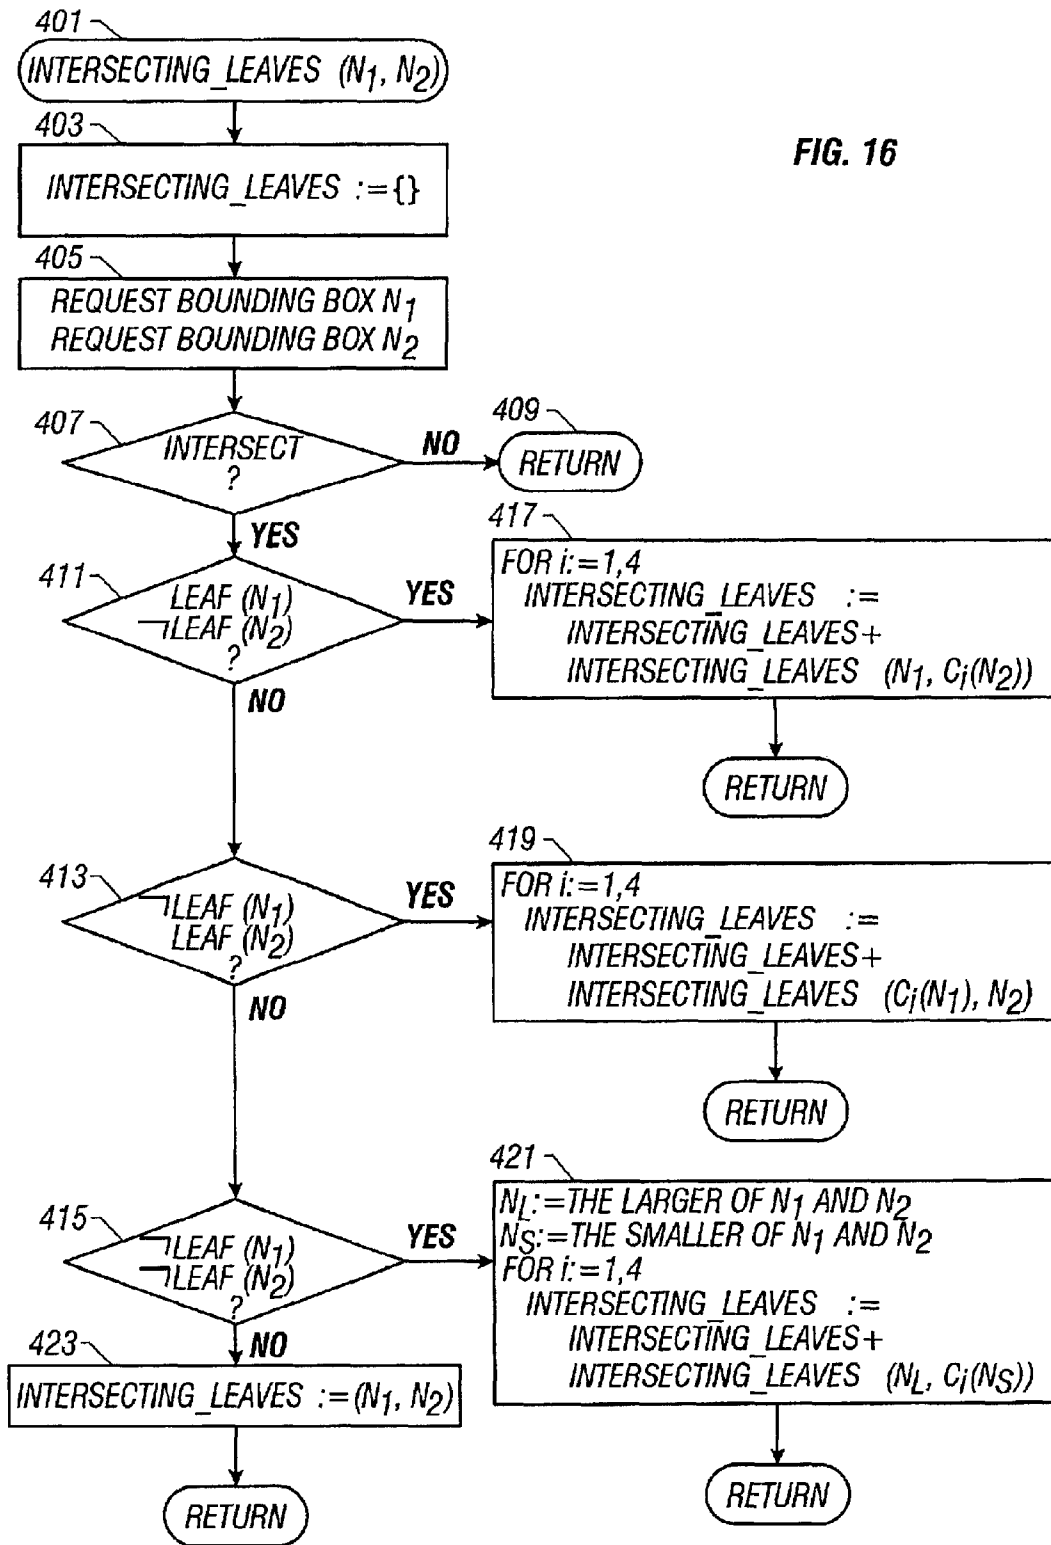 401
INTERSECTING_LEAVES (N1, N2)
403
INTERSECTING_LEAVES :={}
FIG. 16
405
REQUEST BOUNDING BOX N1
REQUEST BOUNDING BOX N2
407
INTERSECT
?
NO
409
RETURN
YES
411
LEAF (N1)
¬LEAF (N2)
?
YES
417
FOR i:=1,4
INTERSECTING_LEAVES :=
INTERSECTING_LEAVES+
INTERSECTING_LEAVES (N1, Ci(N2))
RETURN
NO
413
¬LEAF (N1)
LEAF (N2)
?
YES
419
FOR i:=1,4
INTERSECTING_LEAVES :=
INTERSECTING_LEAVES+
INTERSECTING_LEAVES (Ci(N1), N2)
RETURN
NO
415
¬LEAF (N1)
¬LEAF (N2)
?
YES
421
NL:=THE LARGER OF N1 AND N2
NS:=THE SMALLER OF N1 AND N2
FOR i:=1,4
INTERSECTING_LEAVES :=
INTERSECTING_LEAVES+
INTERSECTING_LEAVES (NL, Ci(NS))
RETURN
NO
423
INTERSECTING_LEAVES :=(N1, N2)
RETURN